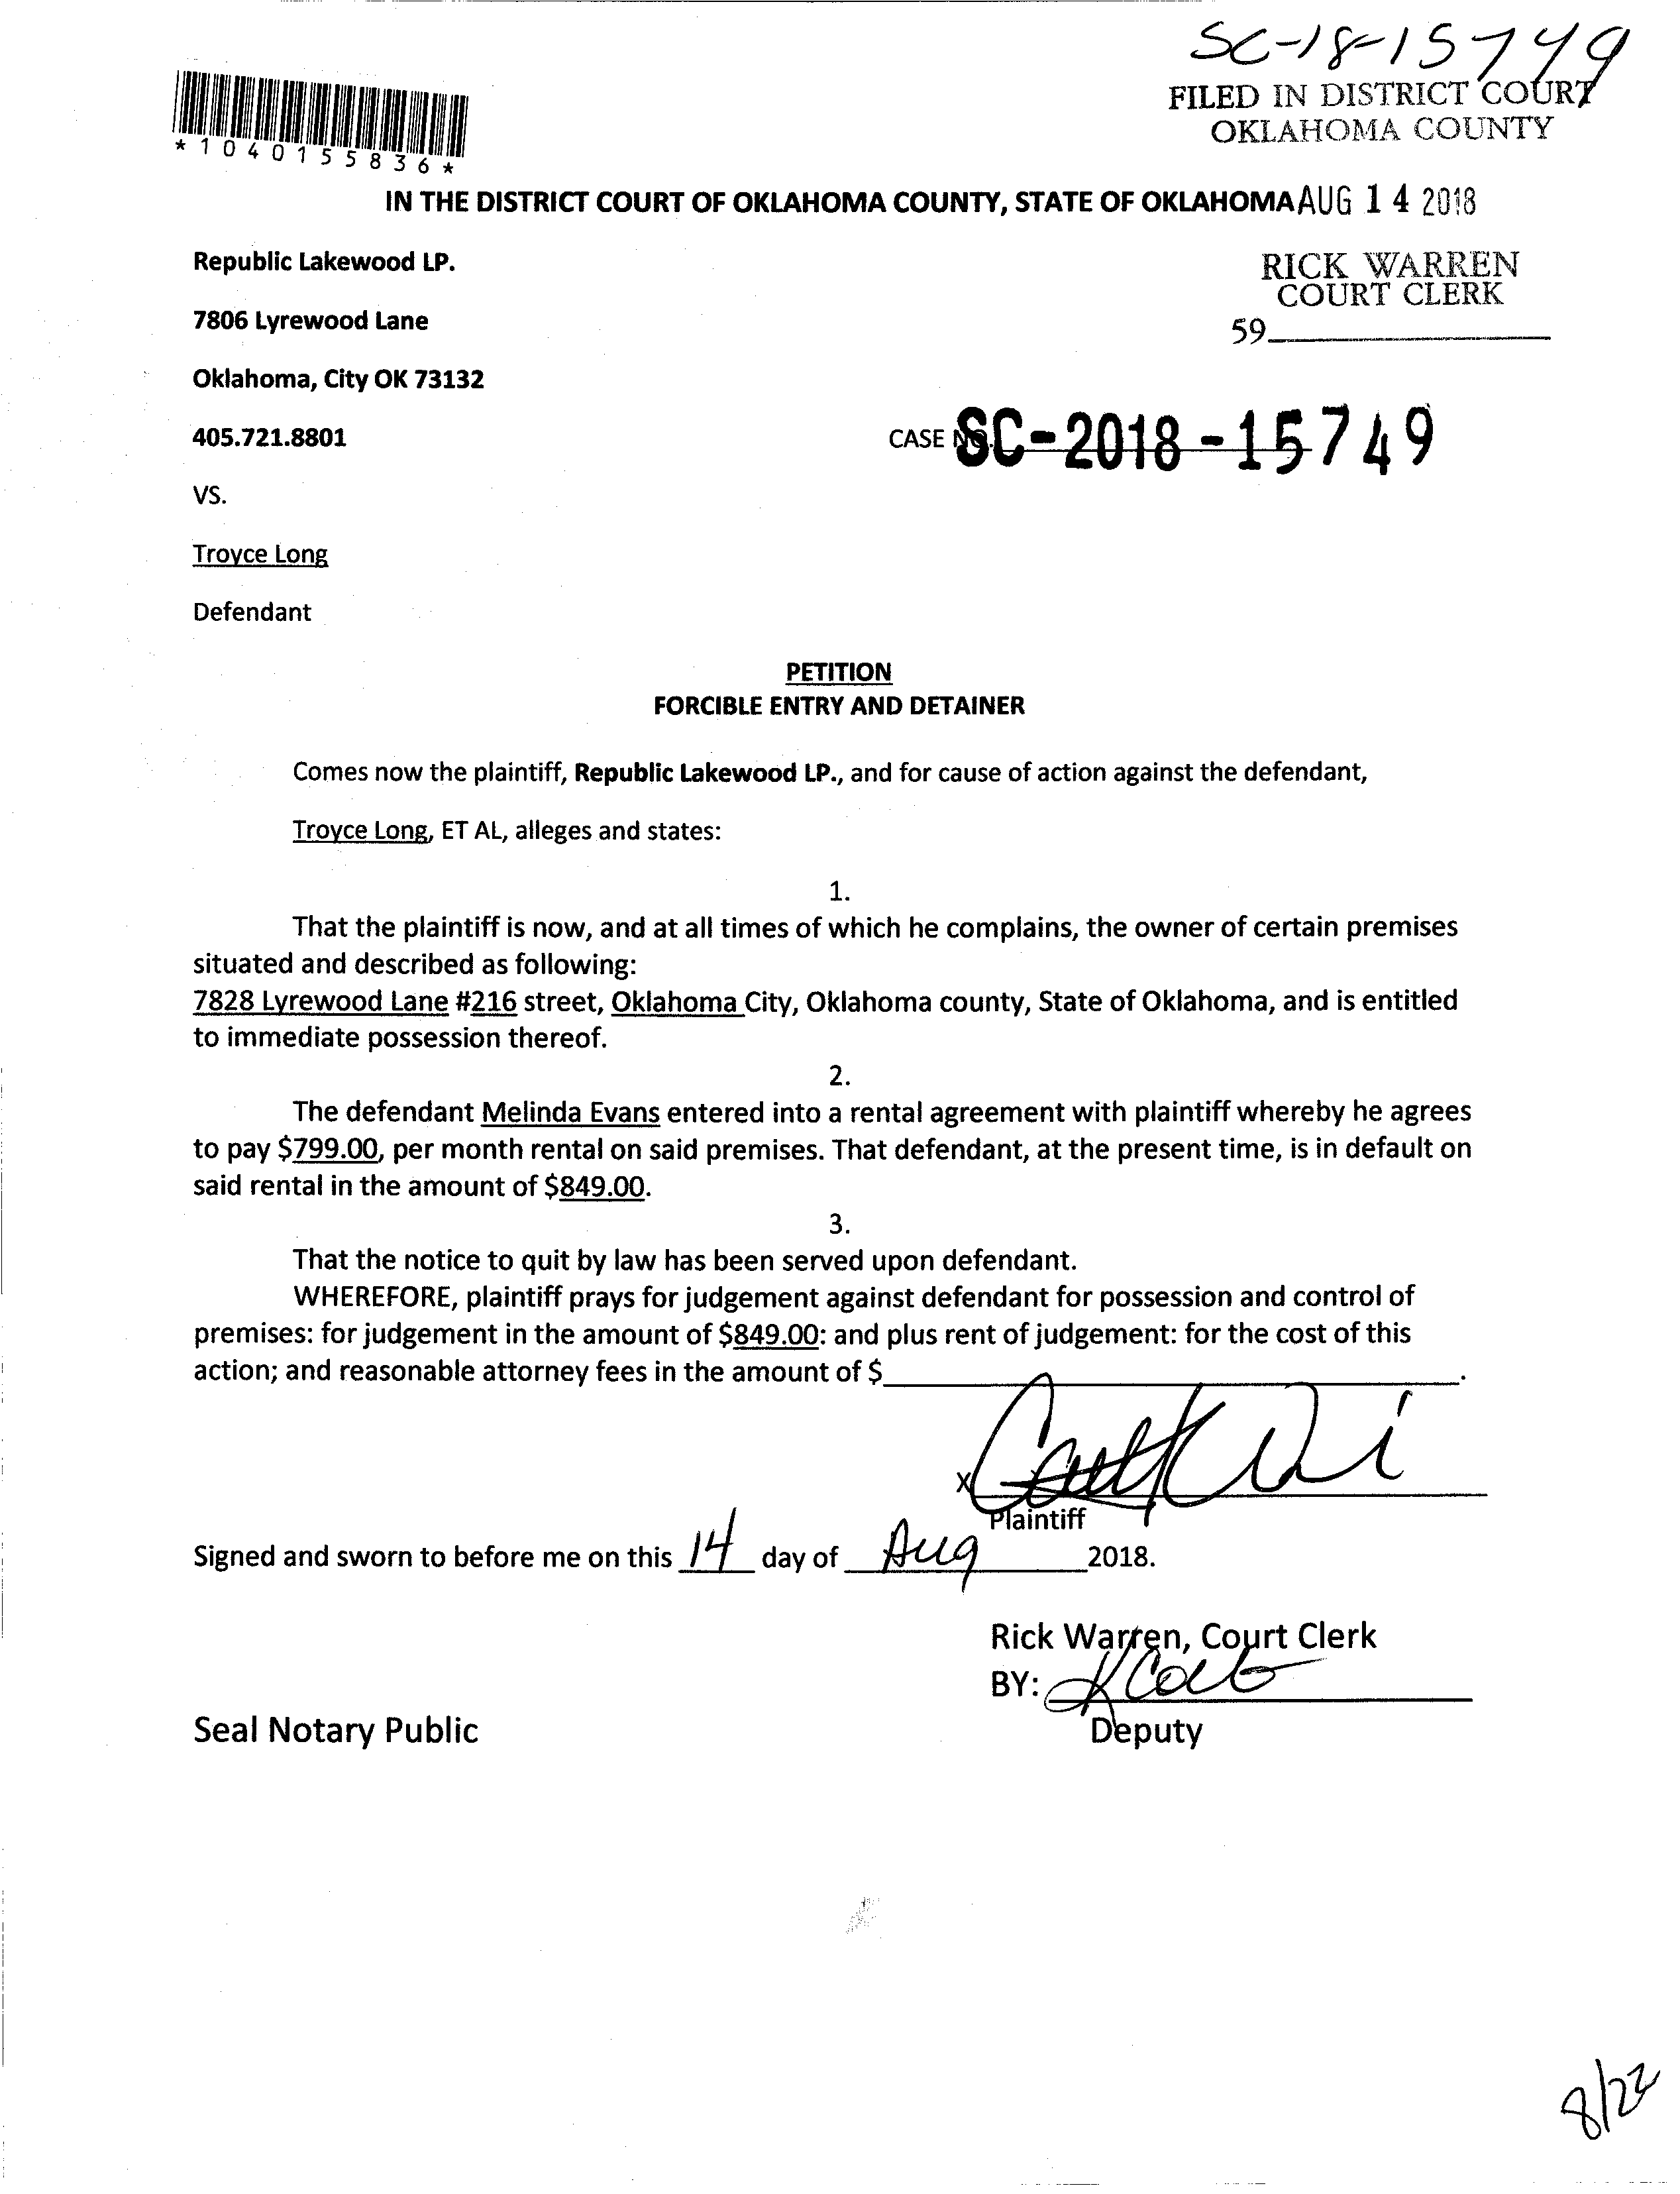 SC-18-15749
FILED IN DISTRICT COURT
OKLAHOMA COUNTY
*1040155836*
IN THE DISTRICT COURT OF OKLAHOMA COUNTY, STATE OF OKLAHOMA AUG 14 2018
Republic Lakewood LP.
RICK WARREN
COURT CLERK
7806 Lyrewood Lane
59
Oklahoma, City OK 73132
405.721.8801
CASE NO. SC-2018-15749
VS.
Troyce Long
Defendant
PETITION
FORCIBLE ENTRY AND DETAINER
Comes now the plaintiff, Republic Lakewood LP., and for cause of action against the defendant,
Troyce Long, ET AL, alleges and states:
1.
That the plaintiff is now, and at all times of which he complains, the owner of certain premises
situated and described as following:
7828 Lyrewood Lane #216 street, Oklahoma City, Oklahoma county, State of Oklahoma, and is entitled
to immediate possession thereof.
2.
The defendant Melinda Evans entered into a rental agreement with plaintiff whereby he agrees
to pay $799.00, per month rental on said premises. That defendant, at the present time, is in default on
said rental in the amount of $849.00.
3.
That the notice to quit by law has been served upon defendant.
WHEREFORE, plaintiff prays for judgement against defendant for possession and control of
premises: for judgement in the amount of $849.00: and plus rent of judgement: for the cost of this
action; and reasonable attorney fees in the amount of $ .
X
Plaintiff
Signed and sworn to before me on this 14 day of Aug 2018.
Rick Warren, Court Clerk
BY:
Seal Notary Public
Deputy
8/22